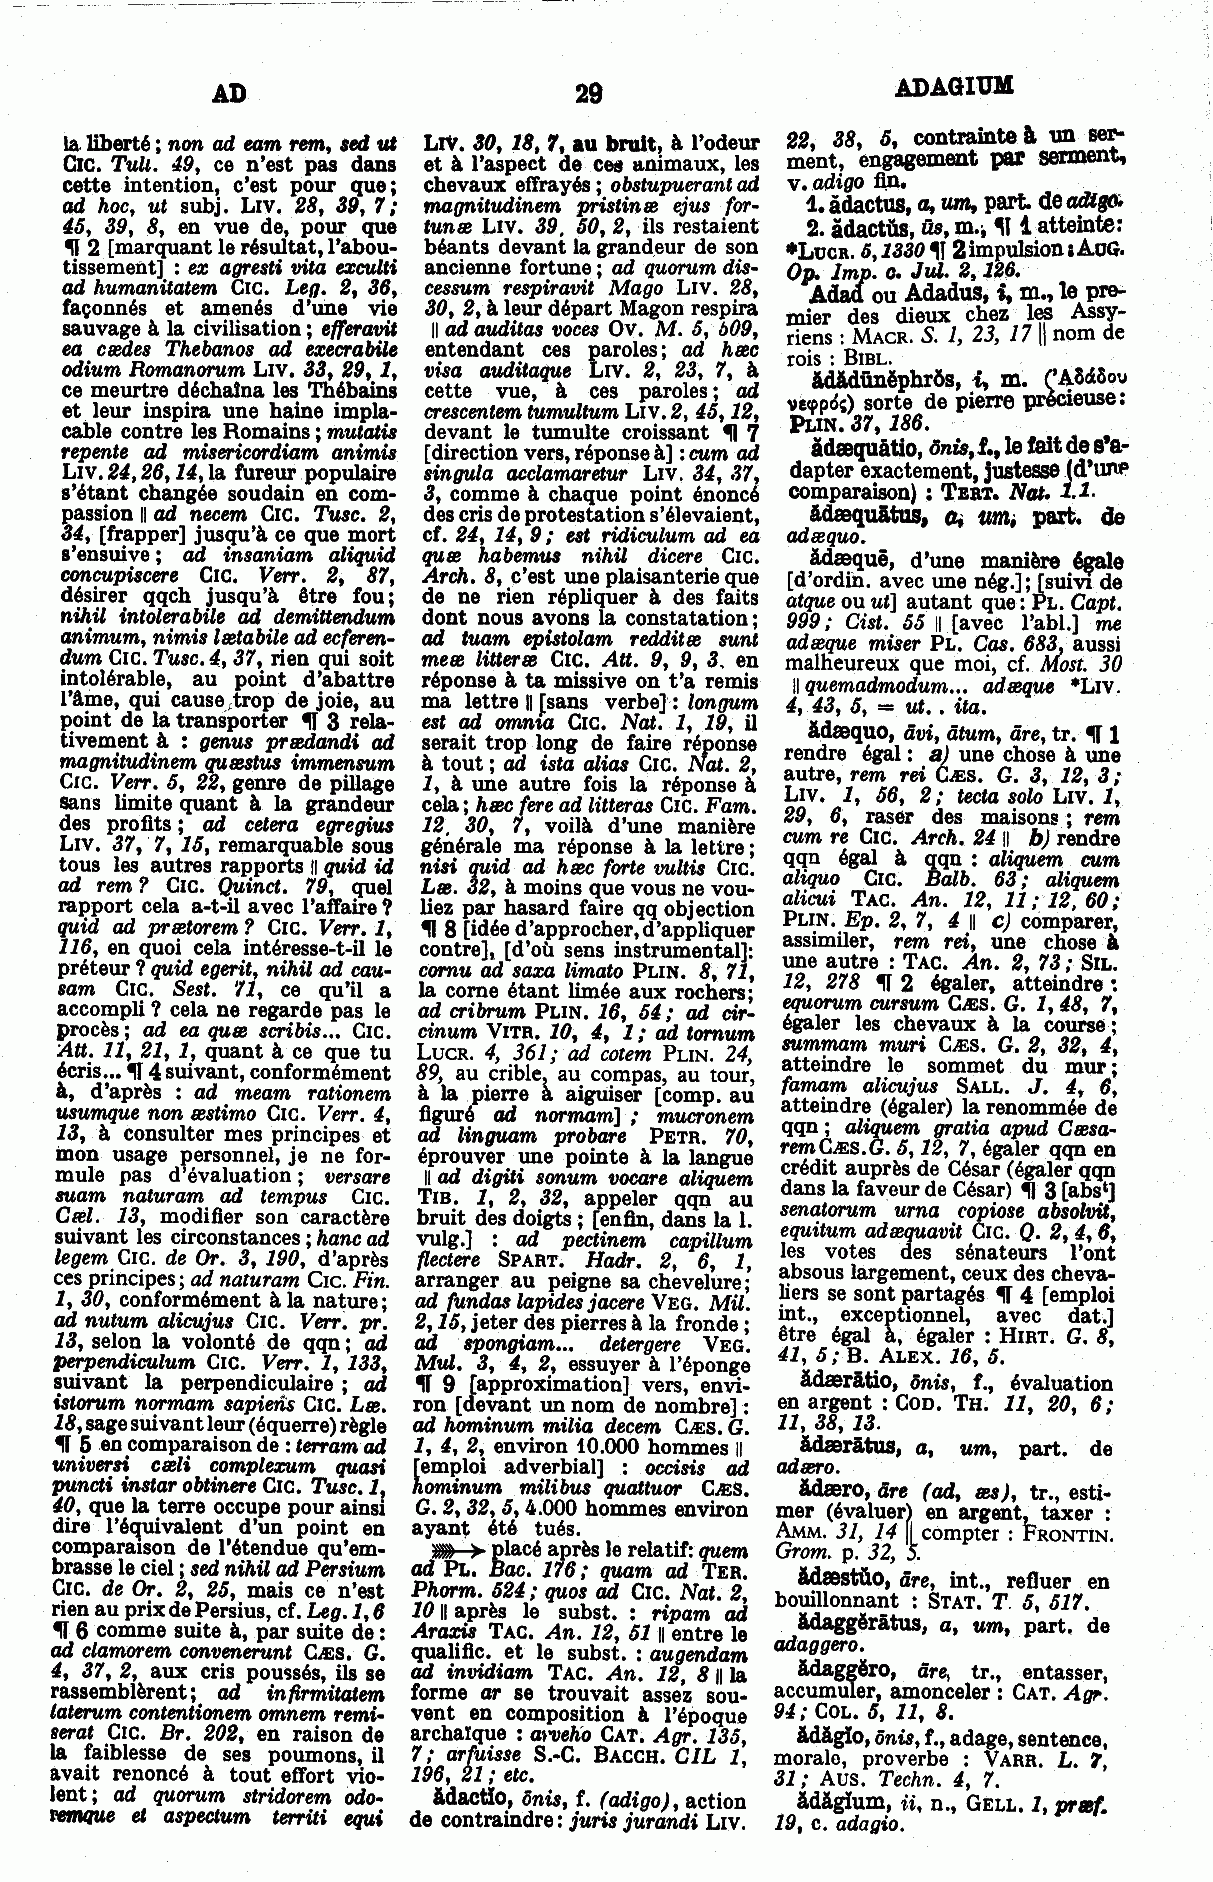 AD
29
ADAGIUM
la liberté ; non ad eam rem, sed ut
CIC. Tull. 49, ce n'est pas dans
cette intention, c'est pour que ;
ad hoc, ut subj. LIV. 28, 39, 7 ;
45, 39, 8, en vue de, pour que
¶ 2 [marquant le résultat, l'abou-
tissement] : ex agresti vita exculti
ad humanitatem CIC. Leg. 2, 36,
façonnés et amenés d'une vie
sauvage à la civilisation ; efferavit
ea cædes Thebanos ad execrabile
odium Romanorum LIV. 33, 29, 1,
ce meurtre déchaîna les Thébains
et leur inspira une haine impla-
cable contre les Romains ; mutatis
repente ad misericordiam animis
LIV. 24, 26, 14, la fureur populaire
s'étant changée soudain en com-
passion || ad necem CIC. Tusc. 2,
34, [frapper] jusqu'à ce que mort
s'ensuive ; ad insaniam aliquid
concupiscere CIC. Verr. 2, 87,
désirer qqch jusqu'à être fou ;
nihil intolerabile ad demittendum
animum, nimis lætabile ad ecferen-
dum CIC. Tusc. 4, 37, rien qui soit
intolérable, au point d'abattre
l'âme, qui cause trop de joie, au
point de la transporter ¶ 3 rela-
tivement à : genus prædandi ad
magnitudinem quæstus immensum
CIC. Verr. 5, 22, genre de pillage
sans limite quant à la grandeur
des profits ; ad cetera egregius
LIV. 37, 7, 15, remarquable sous
tous les autres rapports || quid id
ad rem ? CIC. Quinct. 79, quel
rapport cela a-t-il avec l'affaire ?
quid ad prætorem ? CIC. Verr. 1,
116, en quoi cela intéresse-t-il le
préteur ? quid egerit, nihil ad cau-
sam CIC. Sest. 71, ce qu'il a
accompli ? cela ne regarde pas le
procès ; ad ea quæ scribis... CIC.
Att. 11, 21, 1, quant à ce que tu
écris... ¶ 4 suivant, conformément
à, d'après : ad meam rationem
usumque non æstimo CIC. Verr. 4,
13, à consulter mes principes et
mon usage personnel, je ne for-
mule pas d'évaluation ; versare
suam naturam ad tempus CIC.
Cæl. 13, modifier son caractère
suivant les circonstances ; hanc ad
legem CIC. de Or. 3, 190, d'après
ces principes ; ad naturam CIC. Fin.
1, 30, conformément à la nature ;
ad nutum alicujus CIC. Verr. pr.
13, selon la volonté de qqn ; ad
perpendiculum CIC. Verr. 1, 133,
suivant la perpendiculaire ; ad
istorum normam sapiens CIC. Læ.
18, sage suivant leur (équerre) règle
¶ 5 en comparaison de : terram ad
universi cæli complexum quasi
puncti instar obtinere CIC. Tusc. 1,
40, que la terre occupe pour ainsi
dire l'équivalent d'un point en
comparaison de l'étendue qu'em-
brasse le ciel ; sed nihil ad Persium
CIC. de Or. 2, 25, mais ce n'est
rien au prix de Persius, cf. Leg. 1, 6
¶ 6 comme suite à, par suite de :
ad clamorem convenerunt CÆS. G.
4, 37, 2, aux cris poussés, ils se
rassemblèrent ; ad infirmitatem
laterum contentionem omnem remi-
serat CIC. Br. 202, en raison de
la faiblesse de ses poumons, il
avait renoncé à tout effort vio-
lent ; ad quorum stridorem odo-
remque et aspectum territi equi
LIV. 30, 18, 7, au bruit, à l'odeur
et à l'aspect de ces animaux, les
chevaux effrayés ; obstupuerant ad
magnitudinem pristinæ ejus for-
tunæ LIV. 39, 50, 2, ils restaient
béants devant la grandeur de son
ancienne fortune ; ad quorum dis-
cessum respiravit Mago LIV. 28,
30, 2, à leur départ Magon respira
|| ad auditas voces OV. M. 5, 509,
entendant ces paroles ; ad hæc
visa auditaque LIV. 2, 23, 7, à
cette vue, à ces paroles ; ad
crescentem tumultum LIV. 2, 45, 12,
devant le tumulte croissant ¶ 7
[direction vers, réponse à] : cum ad
singula acclamaretur LIV. 34, 37,
3, comme à chaque point énoncé
des cris de protestation s'élevaient,
cf. 24, 14, 9 ; est ridiculum ad ea
quæ habemus nihil dicere CIC.
Arch. 8, c'est une plaisanterie que
de ne rien répliquer à des faits
dont nous avons la constatation ;
ad tuam epistolam redditæ sunt
meæ litteræ CIC. Att. 9, 9, 3, en
réponse à ta missive on t'a remis
ma lettre || [sans verbe] : longum
est ad omnia CIC. Nat. 1, 19, il
serait trop long de faire réponse
à tout ; ad ista alias CIC. Nat. 2,
1, à une autre fois la réponse à
cela ; hæc fere ad litteras CIC. Fam.
12, 30, 7, voilà d'une manière
générale ma réponse à la lettre ;
nisi quid ad hæc forte vultis CIC.
Læ. 32, à moins que vous ne vou-
liez par hasard faire qq objection
¶ 8 [idée d'approcher, d'appliquer
contre], [d'où sens instrumental]:
cornu ad saxa limato PLIN. 8, 71,
la corne étant limée aux rochers ;
ad cribrum PLIN. 16, 54 ; ad cir-
cinum VITR. 10, 4, 1 ; ad tornum
LUCR. 4, 361 ; ad cotem PLIN. 24,
89, au crible, au compas, au tour,
à la pierre à aiguiser [comp. au
figuré ad normam] ; mucronem
ad linguam probare PETR. 70,
éprouver une pointe à la langue
|| ad digiti sonum vocare aliquem
TIB. 1, 2, 32, appeler qqn au
bruit des doigts ; [enfin, dans la l.
vulg.] : ad pectinem capillum
flectere SPART. Hadr. 2, 6, 1,
arranger au peigne sa chevelure ;
ad fundas lapides jacere VEG. Mil.
2, 15, jeter des pierres à la fronde ;
ad spongiam... detergere VEG.
Mul. 3, 4, 2, essuyer à l'éponge
¶ 9 [approximation] vers, envi-
ron [devant un nom de nombre] :
ad hominum milia decem CÆS. G.
1, 4, 2, environ 10.000 hommes ||
[emploi adverbial] : occisis ad
hominum milibus quattuor CÆS.
G. 2, 32, 5, 4.000 hommes environ
ayant été tués.
➳ placé après le relatif : quem
ad PL. Bac. 176 ; quam ad TER.
Phorm. 524 ; quos ad CIC. Nat. 2,
10 || après le subst. : ripam ad
Araxis TAC. An. 12, 51 || entre le
qualific. et le subst. : augendam
ad invidiam TAC. An. 12, 8 || la
forme ar se trouvait assez sou-
vent en composition à l'époque
archaïque : arveho CAT. Agr. 135,
7 ; arfuisse S.-C. BACCH. CIL 1,
196, 21 ; etc.
ădactĭo, ōnis, f. (adigo), action
de contraindre : juris jurandi LIV.
22, 38, 5, contrainte à un ser-
ment, engagement par serment,
v. adigo fin.
1. ădactus, a, um, part. de adigo.
2. ădactŭs, ūs, m., ¶ 1 atteinte:
*LUCR. 5, 1330 ¶ 2 impulsion : AUG.
Op. Imp. c. Jul. 2, 126.
Adad ou Adadus, i, m., le pre-
mier des dieux chez les Assy-
riens : MACR. S. 1, 23, 17 || nom de
rois : BIBL.
ădădūnĕphrŏs, i, m. (Ἀδάδου
νεφρός) sorte de pierre précieuse :
PLIN. 37, 186.
ădæquātio, ōnis, f., le fait de s'a-
dapter exactement, justesse (d'une
comparaison) : TERT. Nat. 1.1.
ădæquātus, a, um, part. de
adæquo.
ădæquē, d'une manière égale
[d'ordin. avec une nég.] ; [suivi de
atque ou ut] autant que : PL. Capt.
999 ; Cist. 55 || [avec l'abl.] me
adæque miser PL. Cas. 683, aussi
malheureux que moi, cf. Most. 30
|| quemadmodum... adæque *LIV.
4, 43, 5, = ut.. ita.
ădæquo, āvi, ātum, āre, tr. ¶ 1
rendre égal : a) une chose à une
autre, rem rei CÆS. G. 3, 12, 3 ;
LIV. 1, 56, 2 ; tecta solo LIV. 1,
29, 6, raser des maisons ; rem
cum re CIC. Arch. 24 || b) rendre
qqn égal à qqn : aliquem cum
aliquo CIC. Balb. 63 ; aliquem
alicui TAC. An. 12, 11 ; 12, 60 ;
PLIN. Ep. 2, 7, 4 || c) comparer,
assimiler, rem rei, une chose à
une autre : TAC. An. 2, 73 ; SIL.
12, 278 ¶ 2 égaler, atteindre :
equorum cursum CÆS. G. 1, 48, 7,
égaler les chevaux à la course ;
summam muri CÆS. G. 2, 32, 4,
atteindre le sommet du mur ;
famam alicujus SALL. J. 4, 6,
atteindre (égaler) la renommée de
qqn ; aliquem gratia apud Cæsa-
rem CÆS. G. 5, 12, 7, égaler qqn en
crédit auprès de César (égaler qqn
dans la faveur de César) ¶ 3 [absᵗ]
senatorum urna copiose absolvit,
equitum adæquavit CIC. Q. 2, 4, 6,
les votes des sénateurs l'ont
absous largement, ceux des cheva-
liers se sont partagés ¶ 4 [emploi
int., exceptionnel, avec dat.]
être égal à, égaler : HIRT. G. 8,
41, 5 ; B. ALEX. 16, 5.
ădærātio, ōnis, f., évaluation
en argent : COD. TH. 11, 20, 6 ;
11, 38, 13.
ădærātus, a, um, part. de
adæro.
ădæro, āre (ad, æs), tr., esti-
mer (évaluer) en argent, taxer :
AMM. 31, 14 || compter : FRONTIN.
Grom. p. 32, 5.
ădæstŭo, āre, int., refluer en
bouillonnant : STAT. T. 5, 517.
ădaggĕrātus, a, um, part. de
adaggero.
ădaggĕro, āre, tr., entasser,
accumuler, amonceler : CAT. Agr.
94 ; COL. 5, 11, 8.
ădăgĭo, ōnis, f., adage, sentence,
morale, proverbe : VARR. L. 7,
31 ; AUS. Techn. 4, 7.
ădăgĭum, ii, n., GELL. 1, præf.
19, c. adagio.